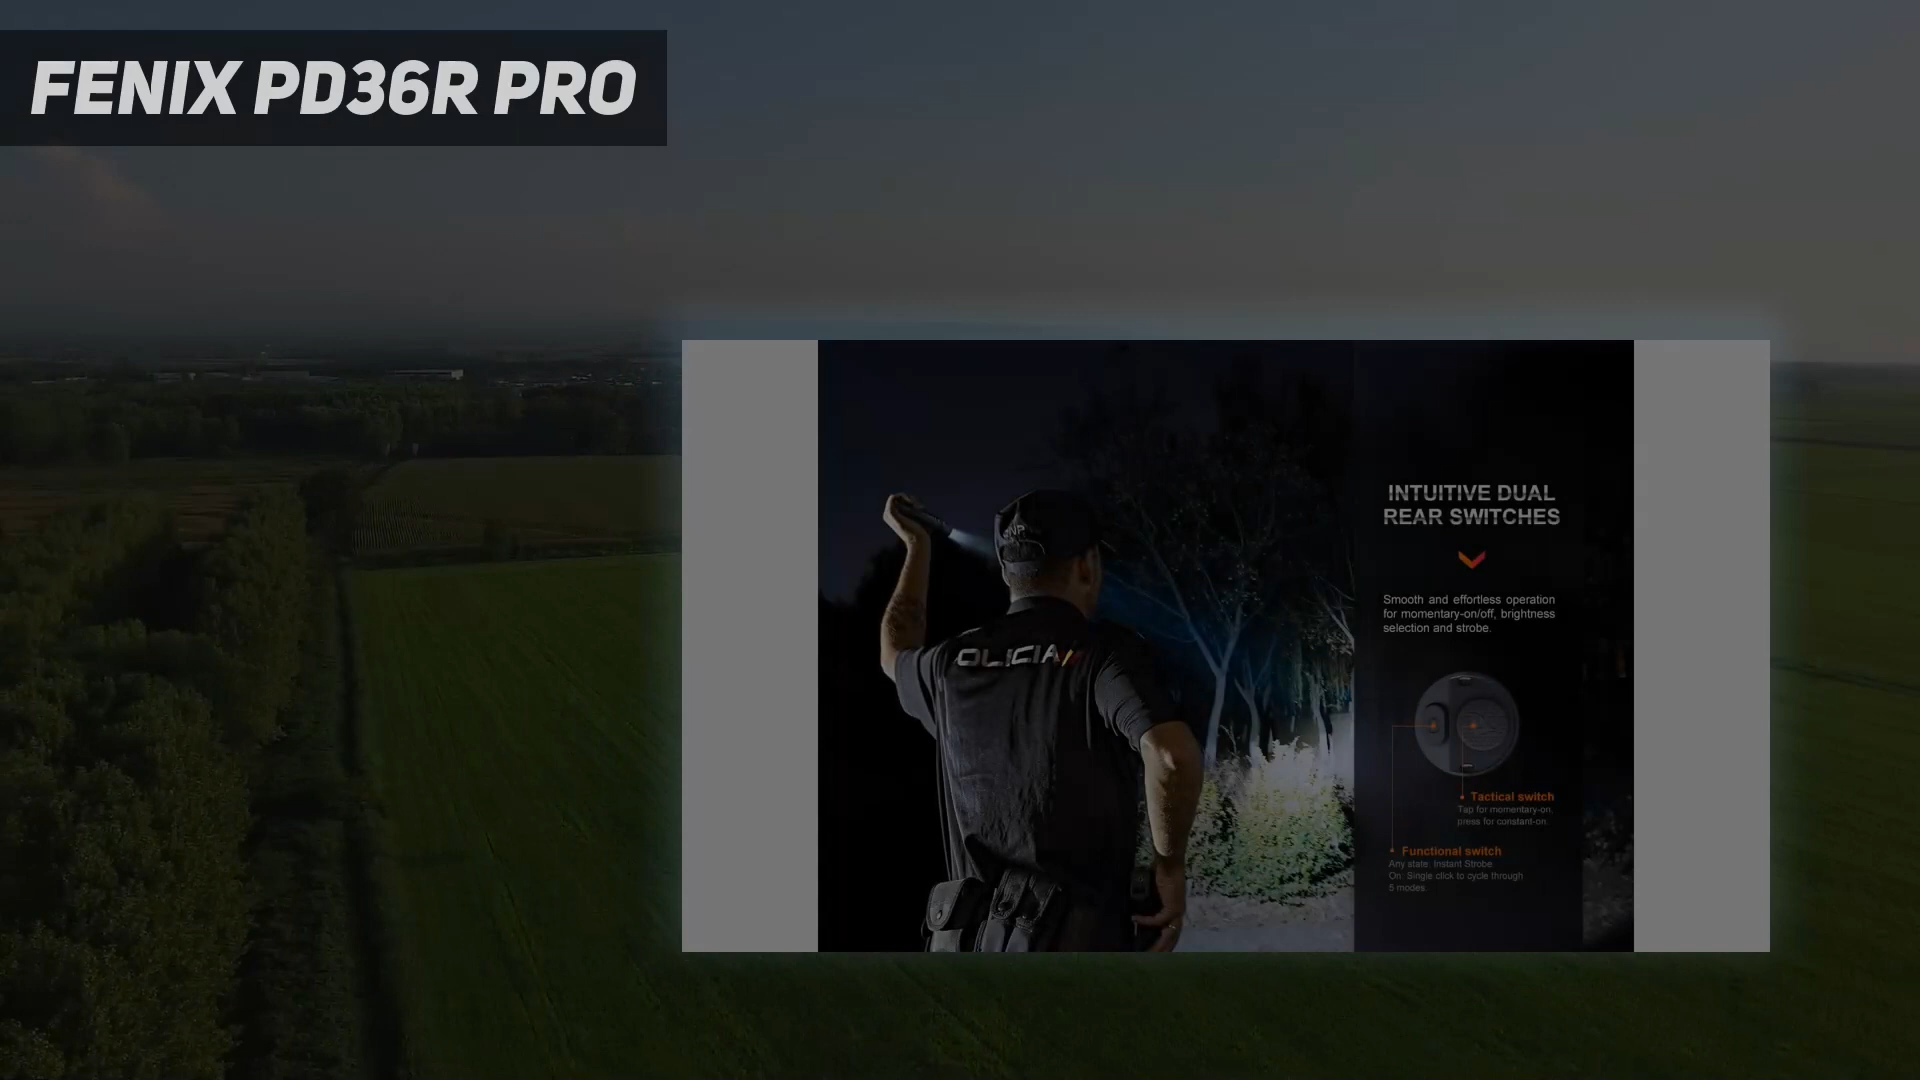 FENIX PD36R PRO
INTUITIVE DUAL
REAR SWITCHES
Smooth and effortless operation
for momentary-on/off, brightness
selection and strobe.
OLICIA
Tactical switch
Tap for momentary-on,
press for constant-on.
Functional switch
Any state: Instant Strobe
On: Single click to cycle through
5 modes